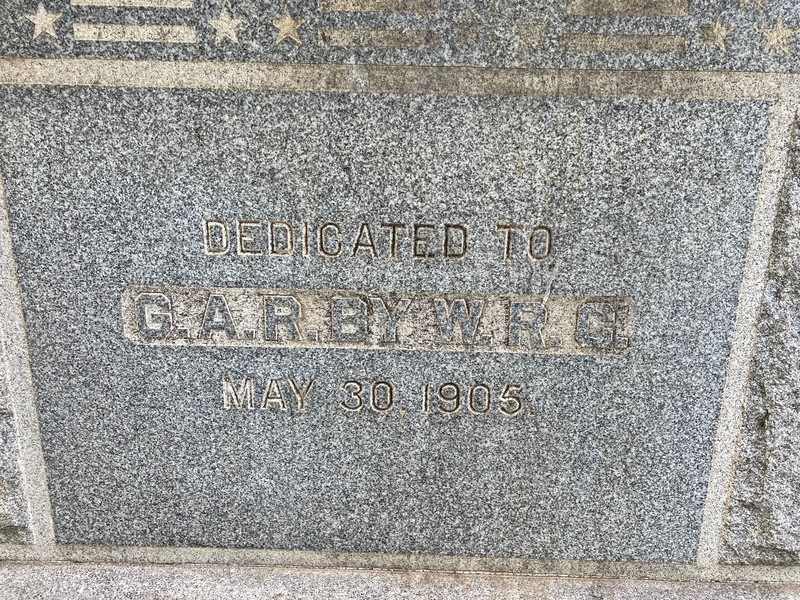 DEDICATED TO
G.A.R. BY W.R.C.
MAY 30, 1905.